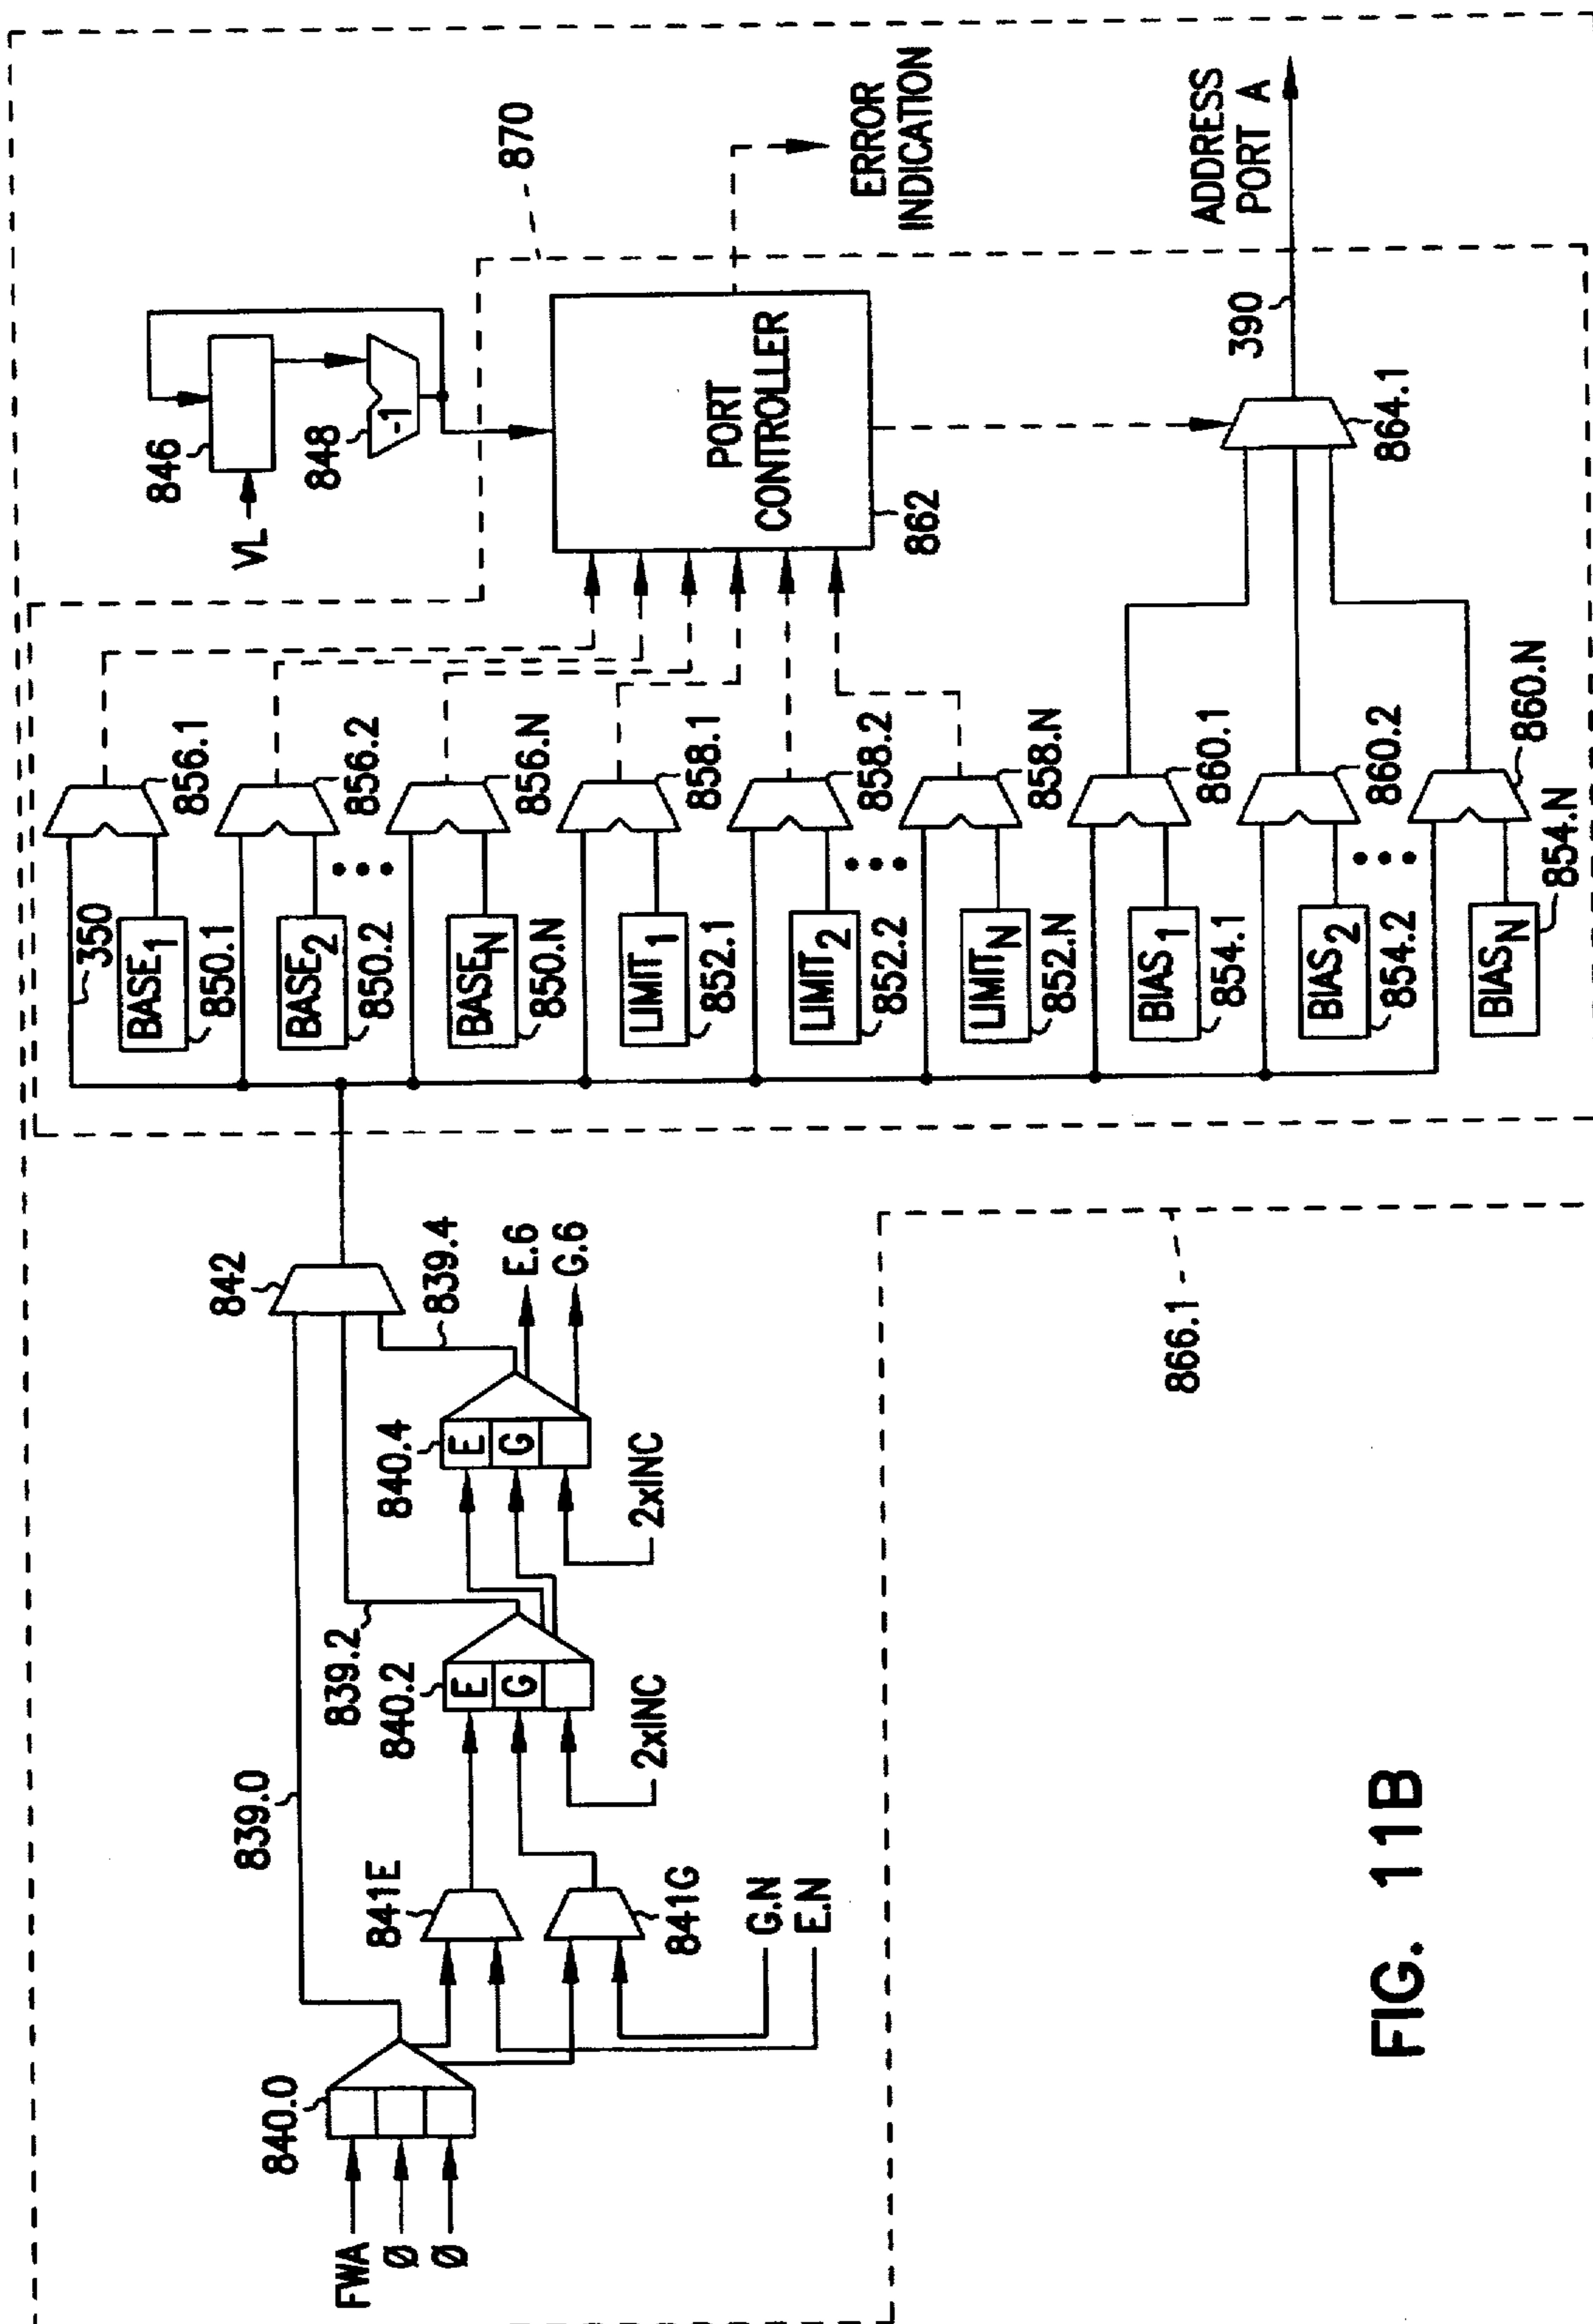 FWA
Ø
Ø
840.0
839.0
841E
841G
G.N
E.N
839.2
840.2
E
G
2xINC
840.4
E
G
2xINC
842
839.4
E.6
G.6
866.1
350
BASE1
850.1
BASE2
850.2
BASEN
850.N
LIMIT1
852.1
LIMIT2
852.2
LIMITN
852.N
BIAS1
854.1
BIAS2
854.2
BIASN
854.N
856.1
856.2
856.N
858.1
858.2
858.N
860.1
860.2
860.N
VL
846
848
-1
870
PORT
CONTROLLER
862
ERROR
INDICATION
864.1
390
ADDRESS
PORT A
FIG. 11B